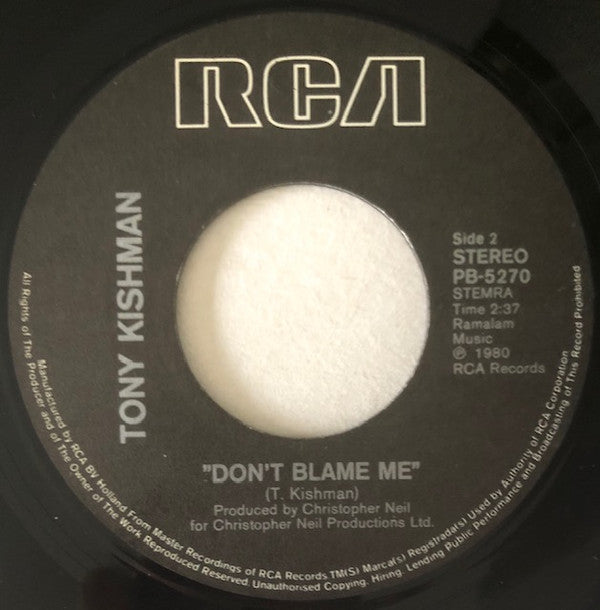 RCA
TONY KISHMAN
Side 2
STEREO
PB-5270
STEMRA
Time 2:37
Ramalam
Music
℗ 1980
RCA Records
"DON'T BLAME ME"
(T. Kishman)
Produced by Christopher Neil
for Christopher Neil Productions Ltd.
All Rights of The Manufactured by RCA BV Holland From Master Recordings of RCA Records TM(S) Marca(s) Registrada(s) Used by Authority of RCA Corporation
Producer and of The Owner of The Work Reproduced Reserved. Unauthorised Copying. Hiring. Lending Public Performance and Broadcasting of This Record Prohibited